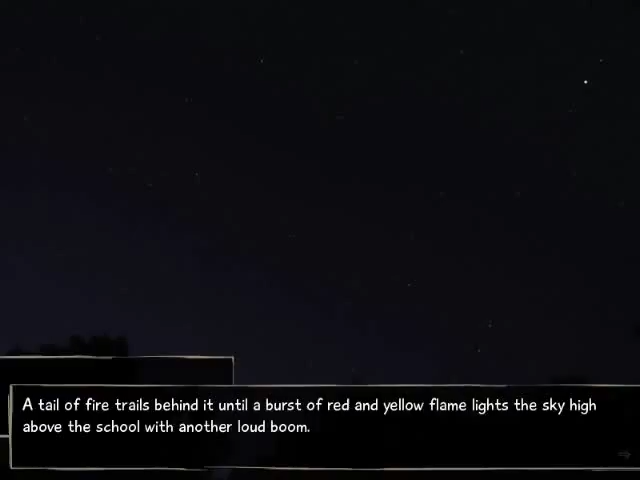 A tail of fire trails behind it until a burst of red and yellow flame lights the sky high
above the school with another loud boom.